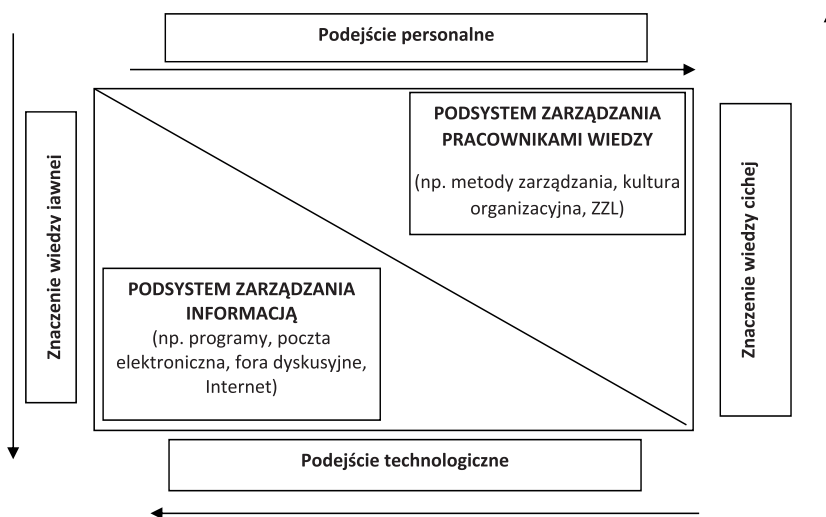 Podejście personalne
PODSYSTEM ZARZĄDZANIA
PRACOWNIKAMI WIEDZY
(np. metody zarządzania, kultura
organizacyjna, ZZL)
Znaczenie wiedzy iawnei
Znaczenie wiedzy cichej
PODSYSTEM ZARZĄDZANIA
INFORMACJĄ
(np. programy, poczta
elektroniczna, fora dyskusyjne,
Internet)
Podejście technologiczne